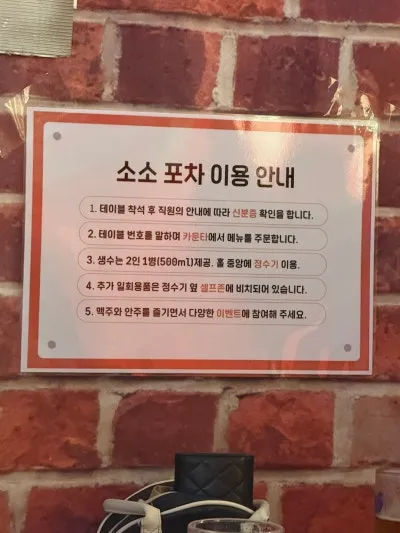 소소 포차 이용 안내
1. 테이블 착석 후 직원의 안내에 따라 신분증 확인을 합니다.
2. 테이블 번호를 말하며 카운타에서 메뉴를 주문합니다.
3. 생수는 2인 1병(500ml)제공. 홀 중앙에 정수기 이용.
4. 추가 일회용품은 정수기 옆 셀프존에 비치되어 있습니다.
5. 맥주와 안주를 즐기면서 다양한 이벤트에 참여해 주세요.